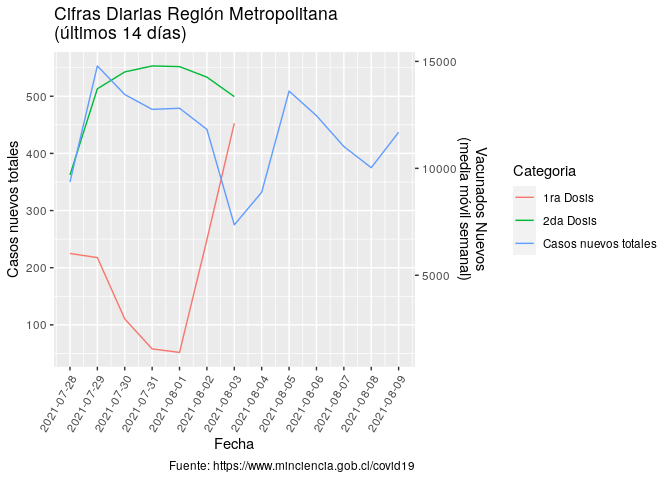 Cifras Diarias Región Metropolitana
(últimos 14 días)
Casos nuevos totales
500
400
300
200
100
15000
10000
5000
Vacunados Nuevos
(media móvil semanal)
2021-07-28
2021-07-29
2021-07-30
2021-07-31
2021-08-01
2021-08-02
2021-08-03
2021-08-04
2021-08-05
2021-08-06
2021-08-07
2021-08-08
2021-08-09
Fecha
Categoria
1ra Dosis
2da Dosis
Casos nuevos totales
Fuente: https://www.minciencia.gob.cl/covid19